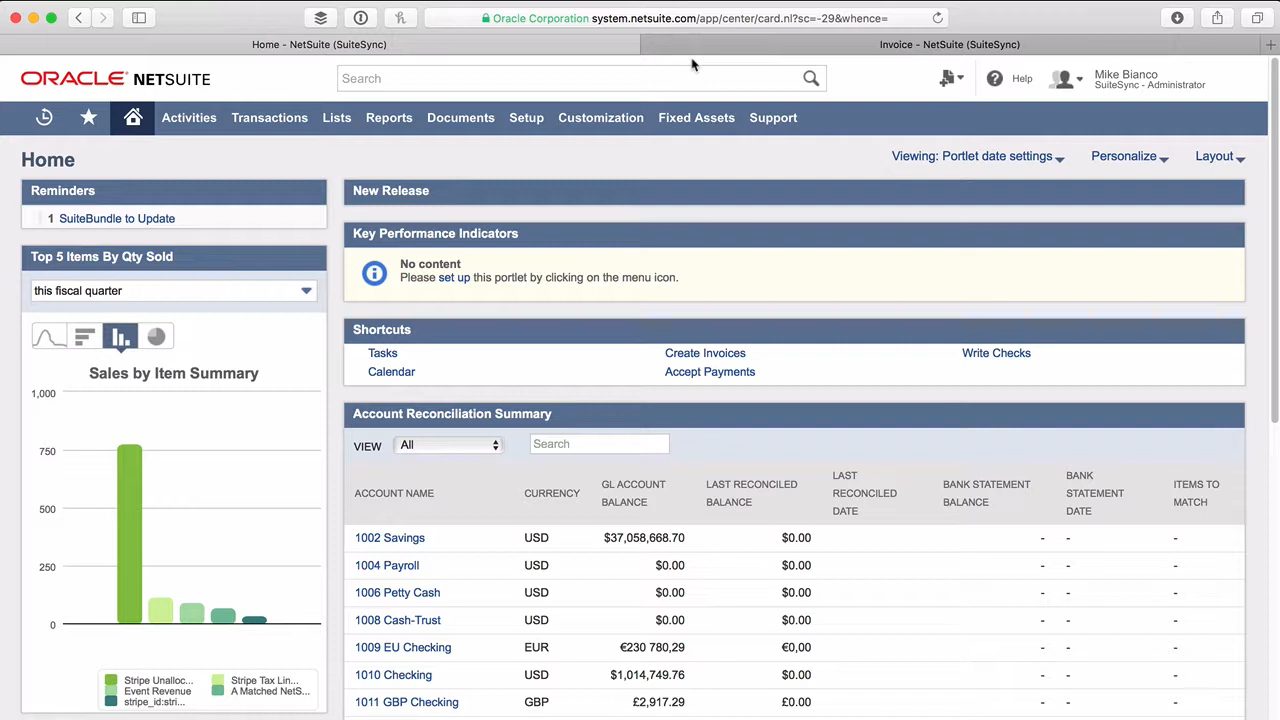 Oracle Corporation system.netsuite.com/app/center/card.nl?sc=-29&whence=
Home - NetSuite (SuiteSync)
Invoice - NetSuite (SuiteSync)
ORACLE NETSUITE
Search
Help
Mike Bianco
SuiteSync - Administrator
Activities Transactions Lists Reports Documents Setup Customization Fixed Assets Support
Home
Viewing: Portlet date settings Personalize Layout
Reminders
1 SuiteBundle to Update
Top 5 Items By Qty Sold
this fiscal quarter
Sales by Item Summary
1,000
750
500
250
0
Stripe Unalloc...
Stripe Tax Lin...
Event Revenue
A Matched NetS...
stripe_id:stri...
New Release
Key Performance Indicators
No content
Please set up this portlet by clicking on the menu icon.
Shortcuts
Tasks Create Invoices Write Checks
Calendar Accept Payments
Account Reconciliation Summary
VIEW All Search
ACCOUNT NAME CURRENCY GL ACCOUNT BALANCE LAST RECONCILED BALANCE LAST RECONCILED DATE BANK STATEMENT BALANCE BANK STATEMENT DATE ITEMS TO MATCH
1002 Savings USD $37,058,668.70 $0.00 - - -
1004 Payroll USD $0.00 $0.00 - - -
1006 Petty Cash USD $0.00 $0.00 - - -
1008 Cash-Trust USD $0.00 $0.00 - - -
1009 EU Checking EUR €230 780,29 €0,00 - - -
1010 Checking USD $1,014,749.76 $0.00 - - -
1011 GBP Checking GBP £2,917.29 £0.00 - - -